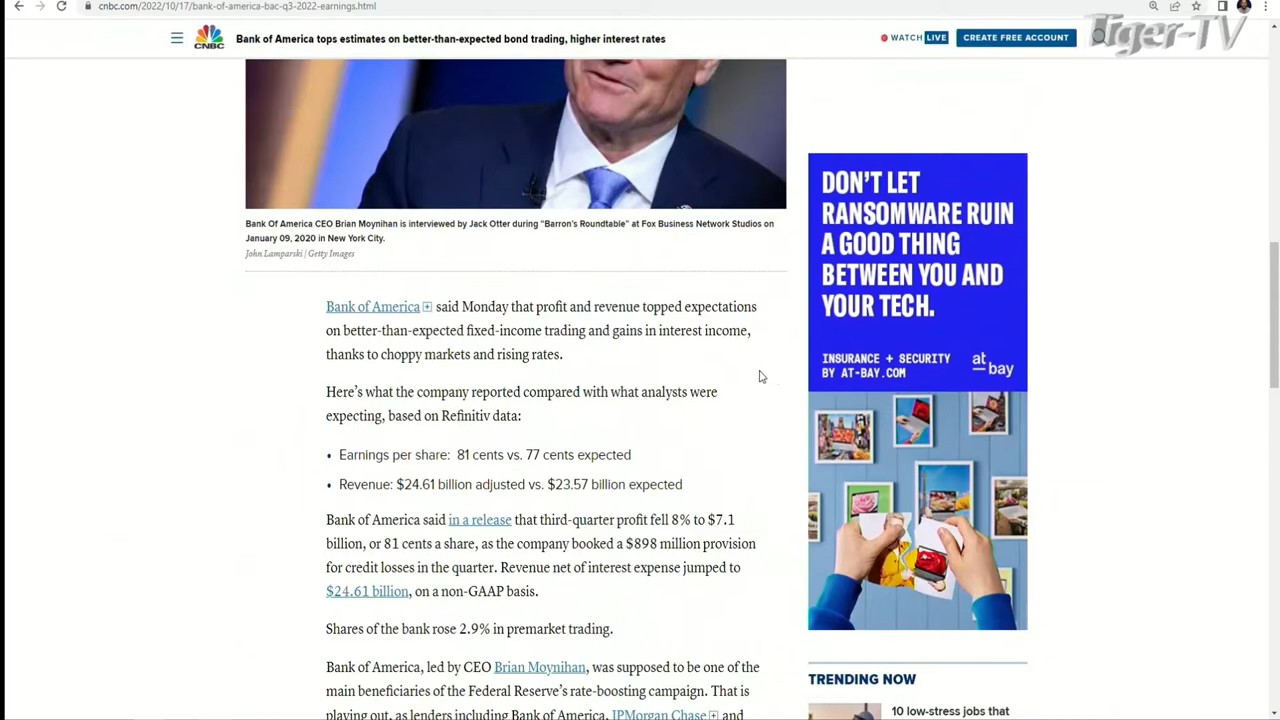 cnbc.com/2022/10/17/bank-of-america-bac-q3-2022-earnings.html
Tiger-TV
CNBC
Bank of America tops estimates on better-than-expected bond trading, higher interest rates
WATCH LIVE
CREATE FREE ACCOUNT
Bank Of America CEO Brian Moynihan is interviewed by Jack Otter during “Barron’s Roundtable” at Fox Business Network Studios on
January 09, 2020 in New York City.
John Lamparski | Getty Images
Bank of America said Monday that profit and revenue topped expectations
on better-than-expected fixed-income trading and gains in interest income,
thanks to choppy markets and rising rates.
Here’s what the company reported compared with what analysts were
expecting, based on Refinitiv data:
• Earnings per share: 81 cents vs. 77 cents expected
• Revenue: $24.61 billion adjusted vs. $23.57 billion expected
Bank of America said in a release that third-quarter profit fell 8% to $7.1
billion, or 81 cents a share, as the company booked a $898 million provision
for credit losses in the quarter. Revenue net of interest expense jumped to
$24.61 billion, on a non-GAAP basis.
Shares of the bank rose 2.9% in premarket trading.
Bank of America, led by CEO Brian Moynihan, was supposed to be one of the
main beneficiaries of the Federal Reserve’s rate-boosting campaign. That is
playing out, as lenders including Bank of America, JPMorgan Chase and
DON’T LET
RANSOMWARE RUIN
A GOOD THING
BETWEEN YOU AND
YOUR TECH.
INSURANCE + SECURITY
BY AT-BAY.COM
at
bay
TRENDING NOW
10 low-stress jobs that